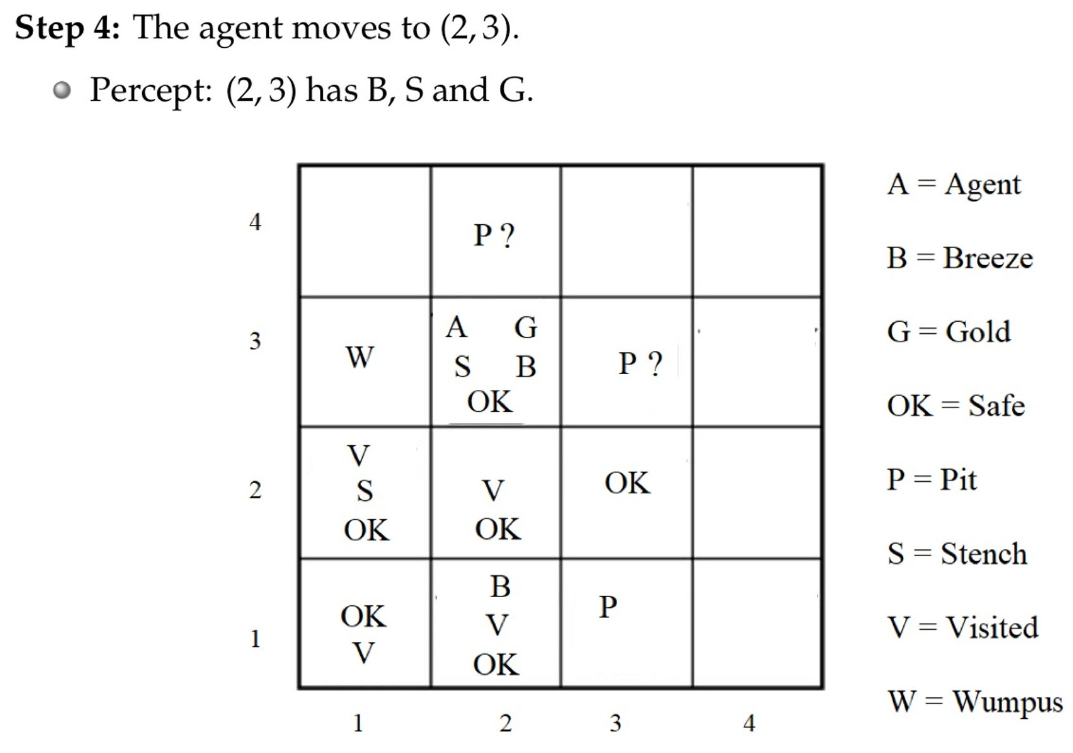 Step 4: The agent moves to (2,3).
Percept: (2,3) has B, S and G.
A = Agent
4
P ?
B = Breeze
3
W
A G
S B
OK
P ?
G = Gold
OK = Safe
2
V
S
OK
V
OK
OK
P = Pit
S = Stench
1
OK
V
B
V
OK
P
V = Visited
W = Wumpus
1 2 3 4